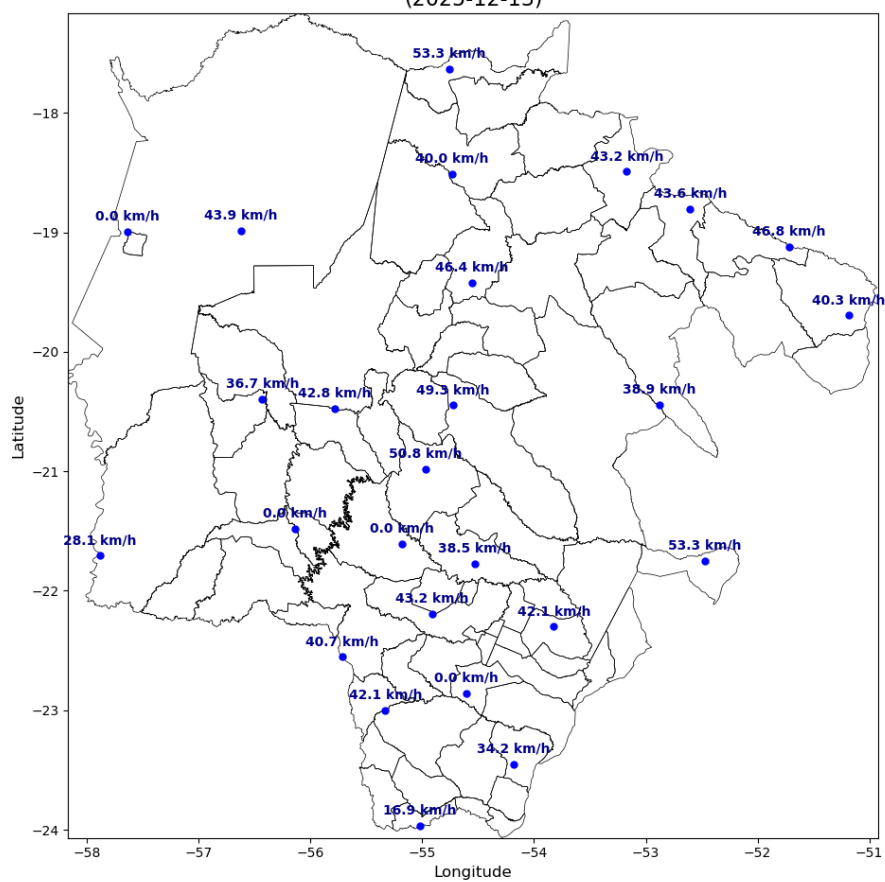 (2025-12-15)
53.3 km/h
40.0 km/h
43.2 km/h
43.6 km/h
0.0 km/h
43.9 km/h
46.8 km/h
46.4 km/h
40.3 km/h
36.7 km/h
42.8 km/h
49.3 km/h
38.9 km/h
50.8 km/h
0.0 km/h
0.0 km/h
28.1 km/h
38.5 km/h
53.3 km/h
43.2 km/h
42.1 km/h
40.7 km/h
0.0 km/h
42.1 km/h
34.2 km/h
16.9 km/h
Latitude
−18
−19
−20
−21
−22
−23
−24
−58 −57 −56 −55 −54 −53 −52 −51
Longitude